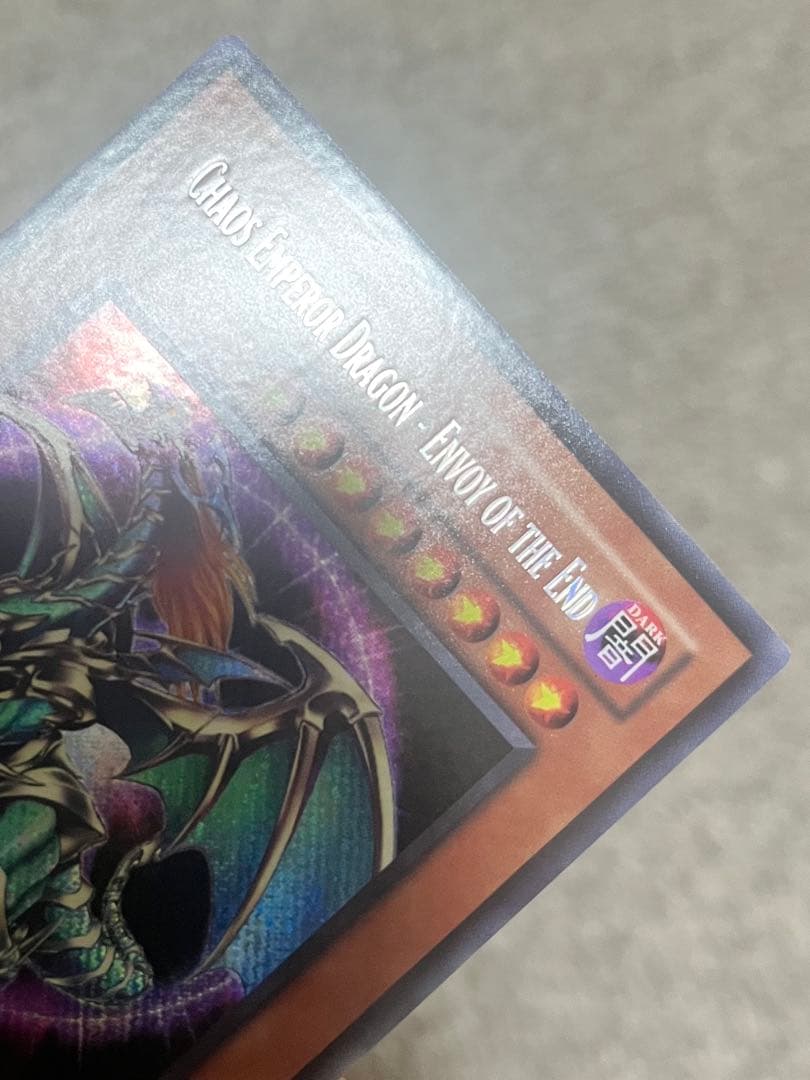 CHAOS EMPEROR DRAGON - ENVOY OF THE END
DARK
闇